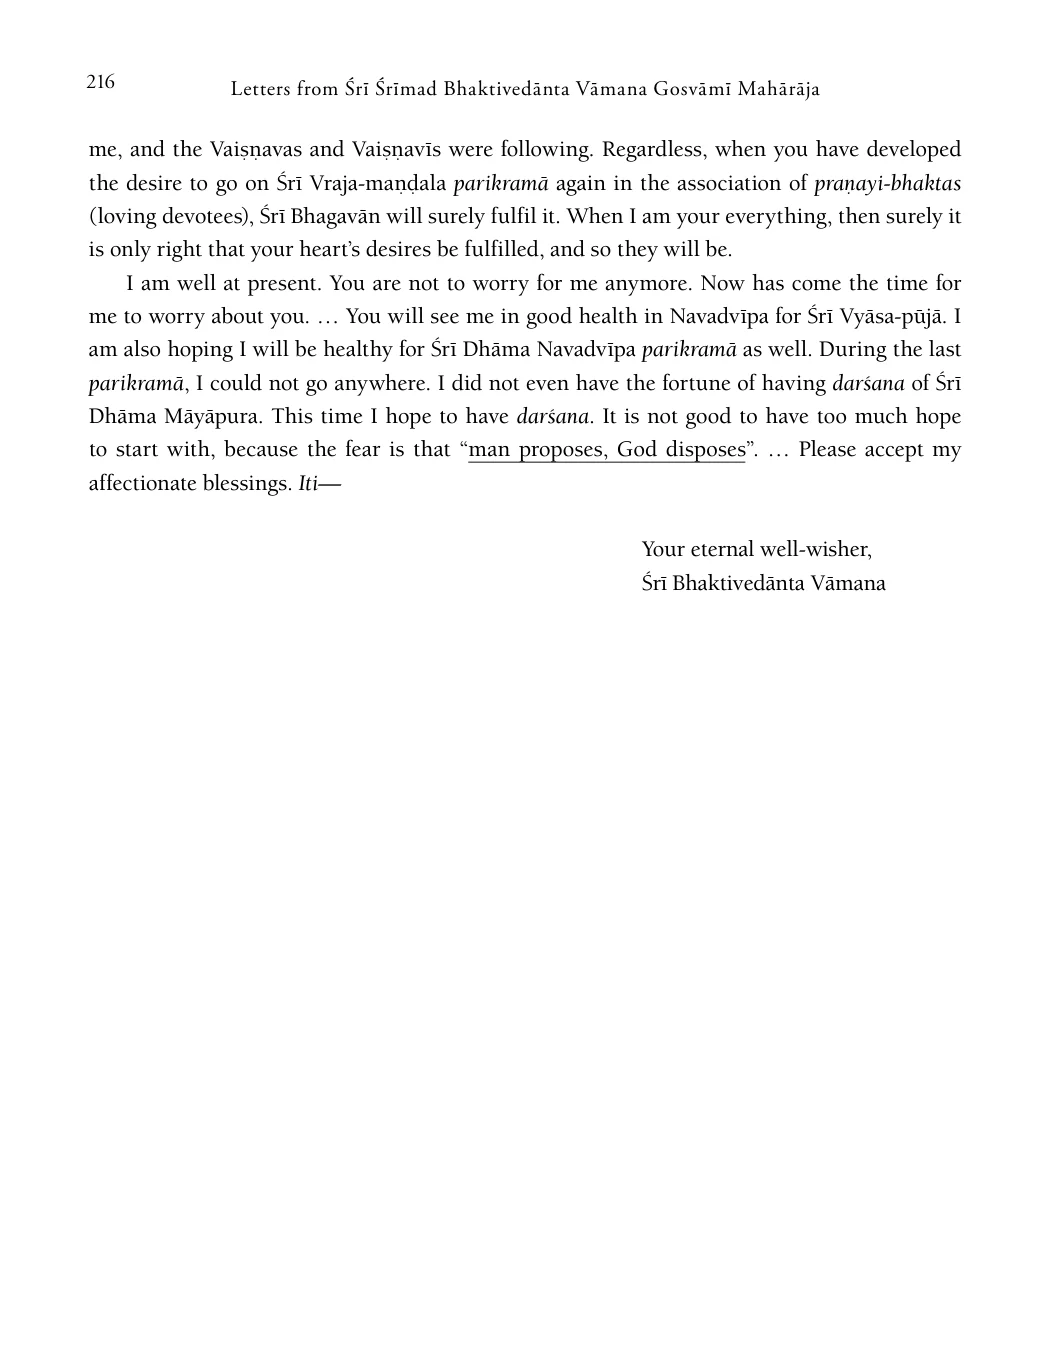 216
Letters from Śrī Śrīmad Bhaktivedānta Vāmana Gosvāmī Mahārāja
me, and the Vaiṣṇavas and Vaiṣṇavīs were following. Regardless, when you have developed
the desire to go on Śrī Vraja-maṇḍala parikramā again in the association of praṇayi-bhaktas
(loving devotees), Śrī Bhagavān will surely fulfil it. When I am your everything, then surely it
is only right that your heart’s desires be fulfilled, and so they will be.
I am well at present. You are not to worry for me anymore. Now has come the time for
me to worry about you. … You will see me in good health in Navadvīpa for Śrī Vyāsa-pūjā. I
am also hoping I will be healthy for Śrī Dhāma Navadvīpa parikramā as well. During the last
parikramā, I could not go anywhere. I did not even have the fortune of having darśana of Śrī
Dhāma Māyāpura. This time I hope to have darśana. It is not good to have too much hope
to start with, because the fear is that “man proposes, God disposes”. … Please accept my
affectionate blessings. Iti—
Your eternal well-wisher,
Śrī Bhaktivedānta Vāmana